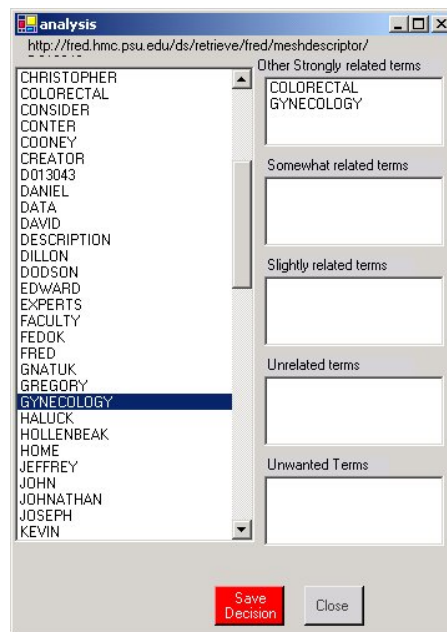 analysis
http://fred.hmc.psu.edu/ds/retrieve/fred/meshdescriptor/
CHRISTOPHER
COLORECTAL
CONSIDER
CONTER
COONEY
CREATOR
D013043
DANIEL
DATA
DAVID
DESCRIPTION
DILLON
DODSON
EDWARD
EXPERTS
FACULTY
FEDOK
FRED
GNATUK
GREGORY
GYNECOLOGY
HALUCK
HOLLENBEAK
HOME
JEFFREY
JOHN
JOHNATHAN
JOSEPH
KEVIN
Other Strongly related terms
COLORECTAL
GYNECOLOGY
Somewhat related terms
Slightly related terms
Unrelated terms
Unwanted Terms
Save
Decision
Close